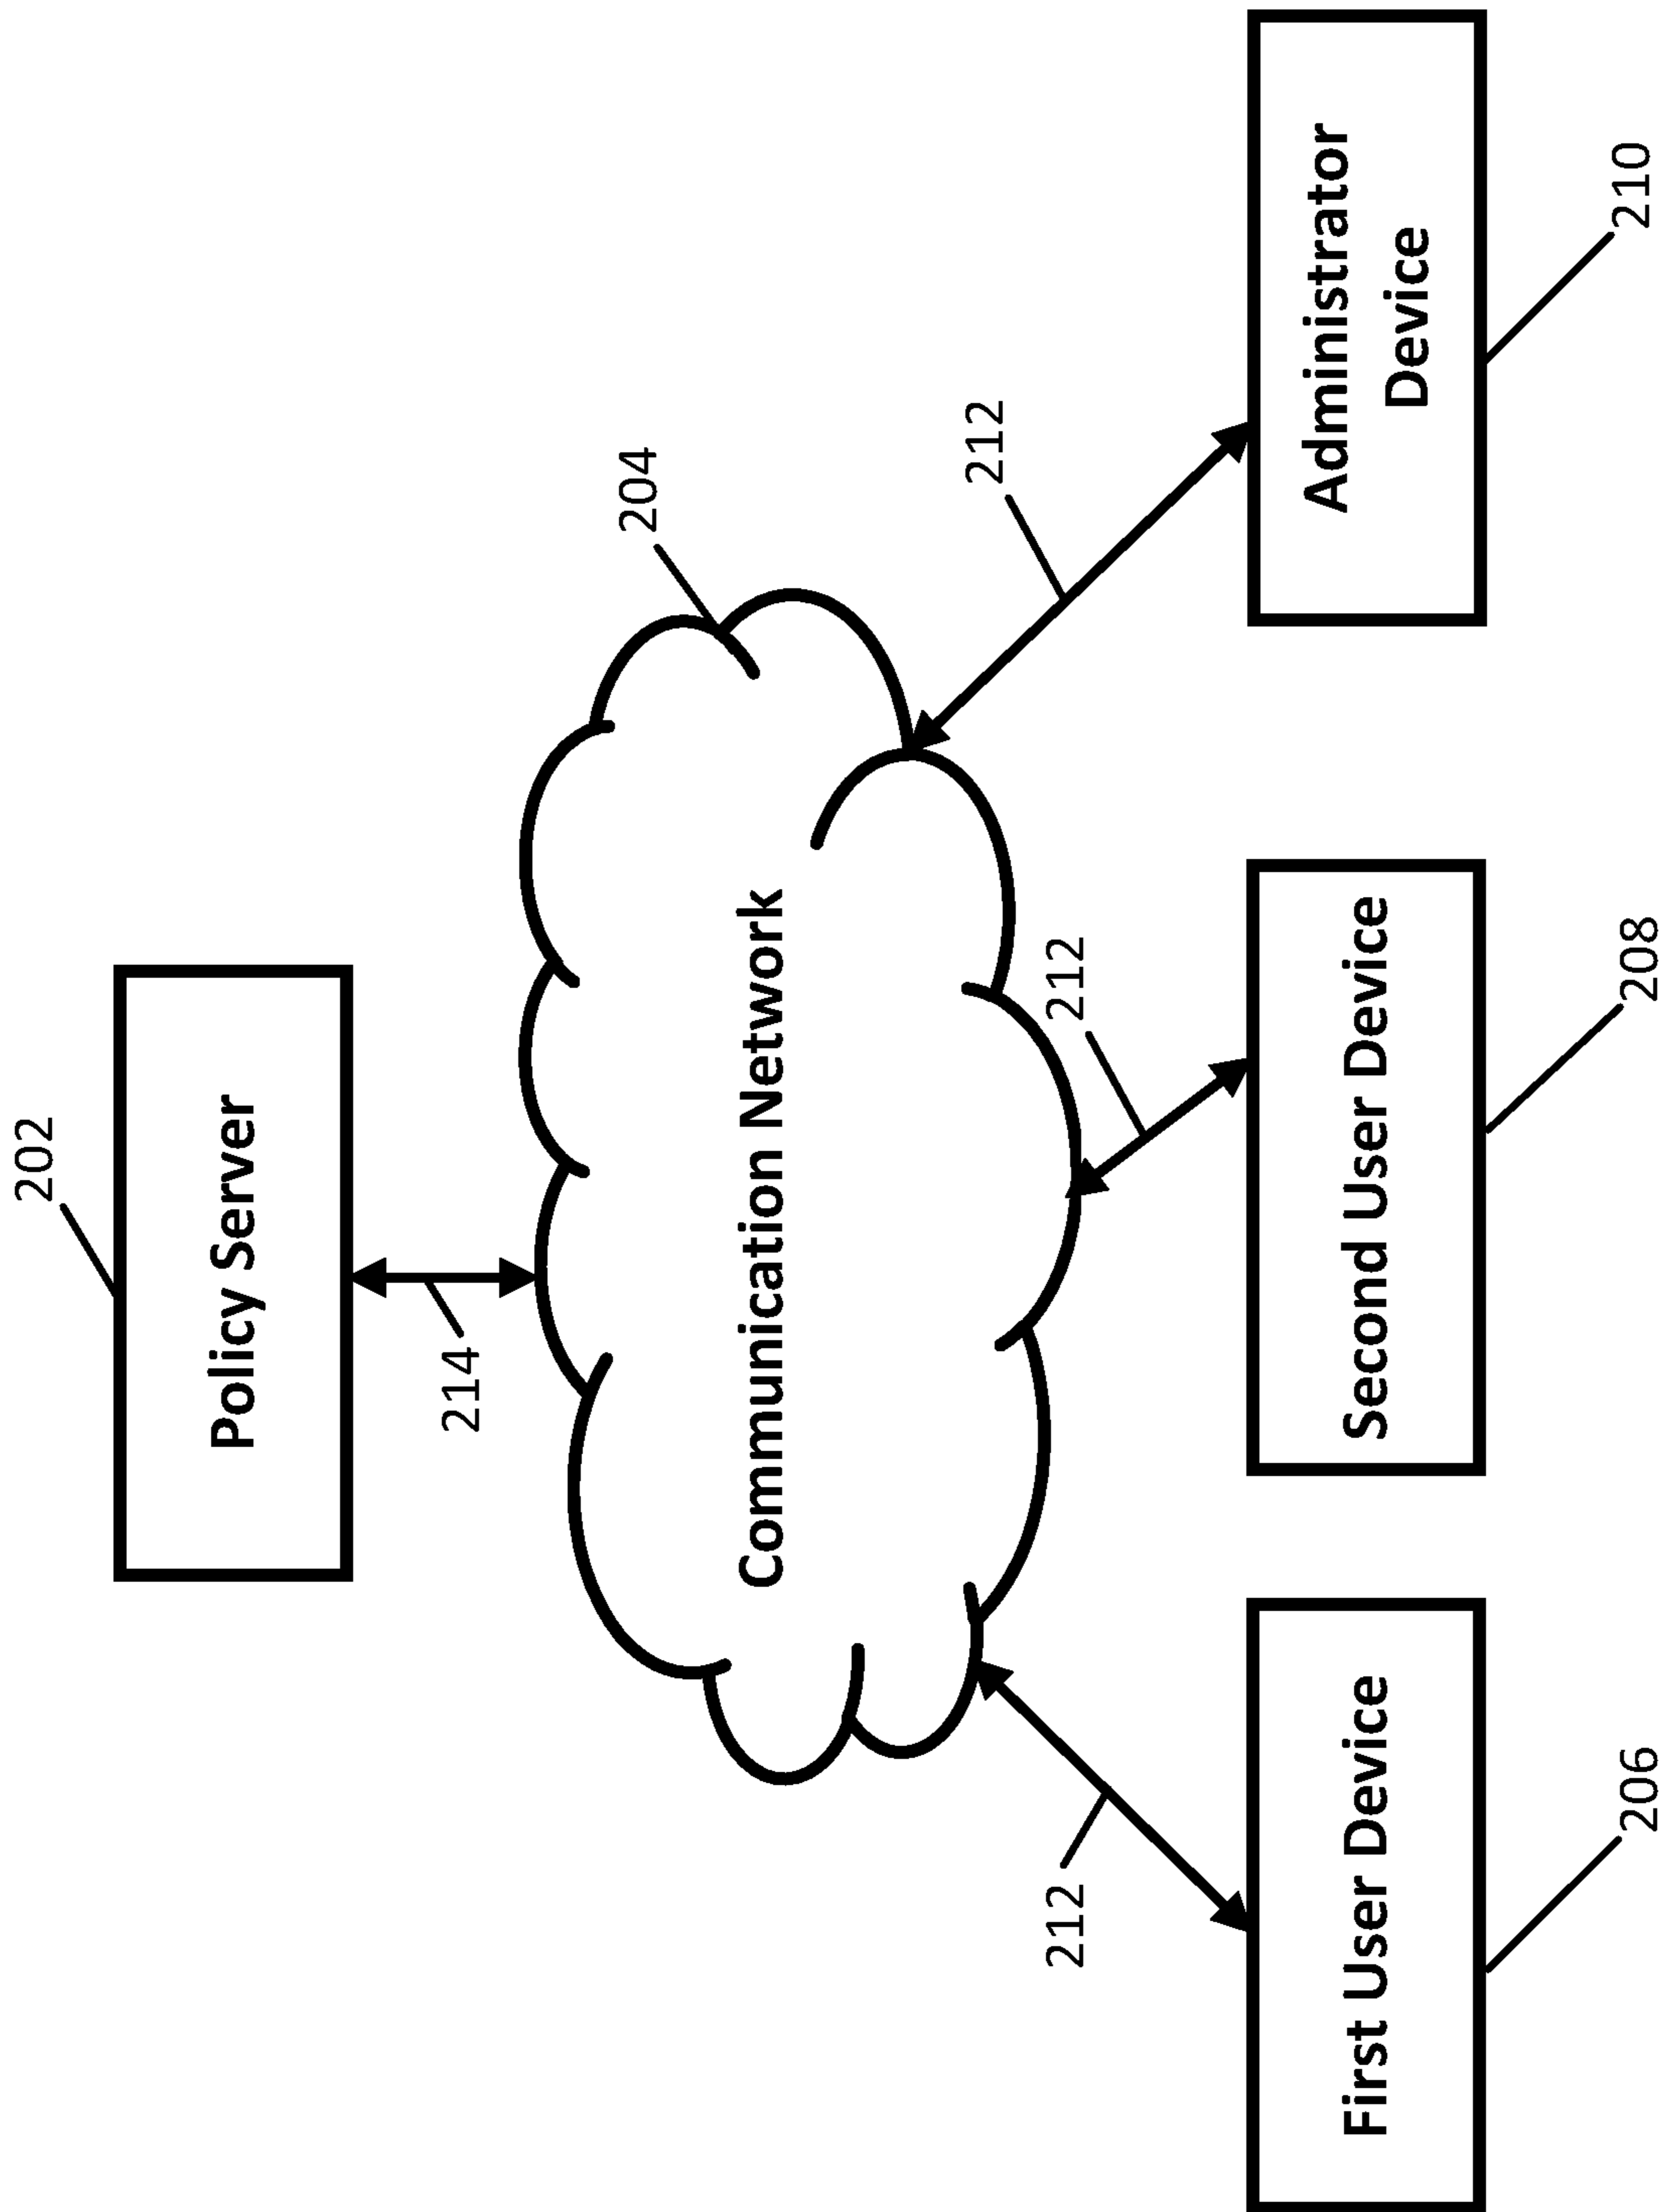 202
Policy Server
214
204
Communication Network
212
212
212
First User Device
Second User Device
Administrator
Device
206
208
210